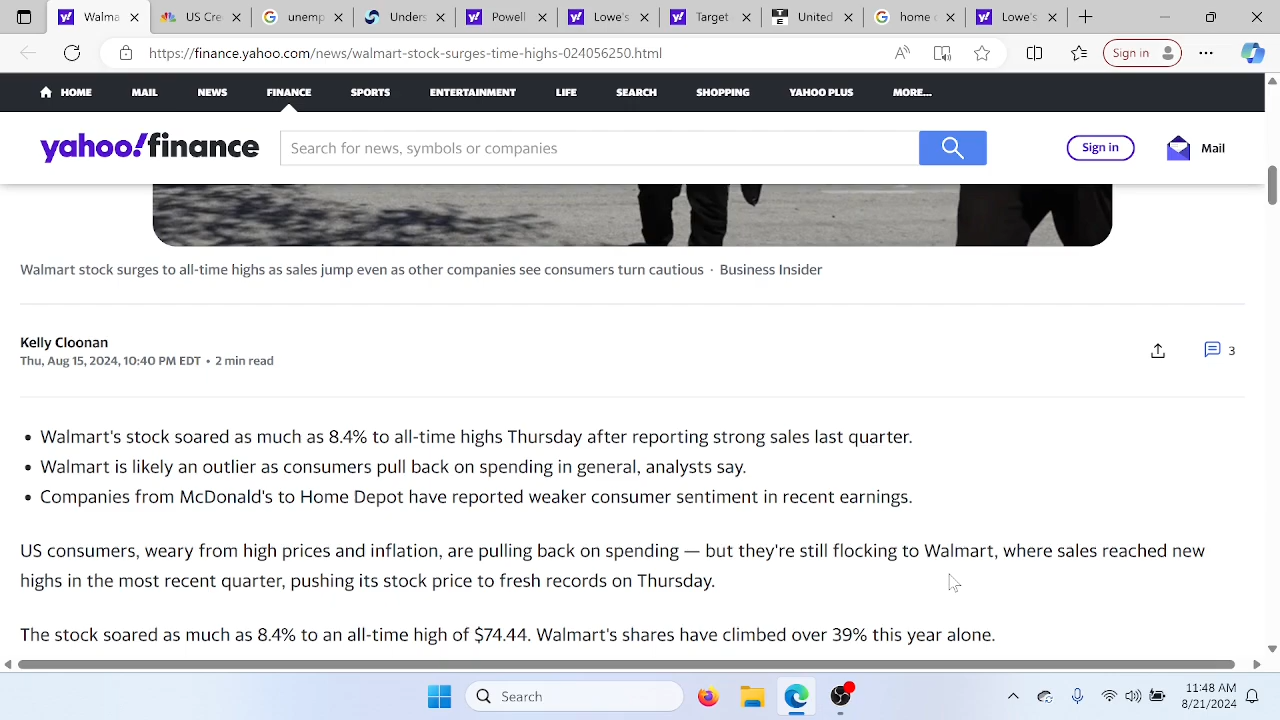 Walma
US Cre
unemp
Unders
Powell
Lowe's
Target
United
home c
Lowe's
https://finance.yahoo.com/news/walmart-stock-surges-time-highs-024056250.html
Sign in
HOME
MAIL
NEWS
FINANCE
SPORTS
ENTERTAINMENT
LIFE
SEARCH
SHOPPING
YAHOO PLUS
MORE...
yahoo!finance
Search for news, symbols or companies
Sign in
Mail
Walmart stock surges to all-time highs as sales jump even as other companies see consumers turn cautious · Business Insider
Kelly Cloonan
Thu, Aug 15, 2024, 10:40 PM EDT • 2 min read
3
• Walmart's stock soared as much as 8.4% to all-time highs Thursday after reporting strong sales last quarter.
• Walmart is likely an outlier as consumers pull back on spending in general, analysts say.
• Companies from McDonald's to Home Depot have reported weaker consumer sentiment in recent earnings.
US consumers, weary from high prices and inflation, are pulling back on spending — but they're still flocking to Walmart, where sales reached new
highs in the most recent quarter, pushing its stock price to fresh records on Thursday.
The stock soared as much as 8.4% to an all-time high of $74.44. Walmart's shares have climbed over 39% this year alone.
Search
11:48 AM
8/21/2024